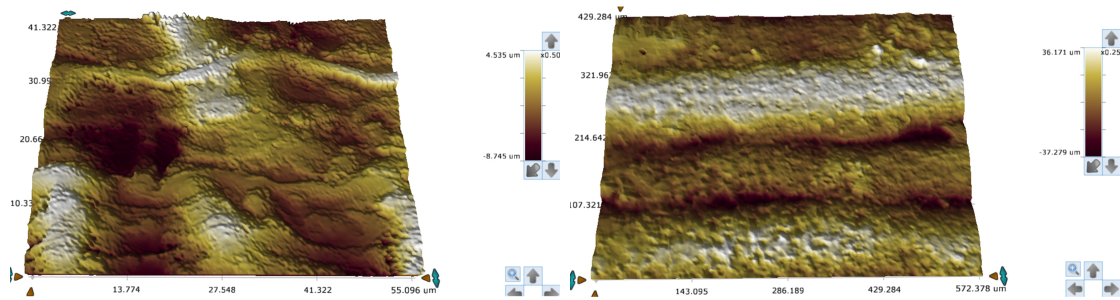 41.322
30.99
20.66
10.33
13.774
27.548
41.322
55.096 um
4.535 um
x0.50
-8.745 um
429.284 um
321.963
214.642
107.321
143.095
286.189
429.284
572.378 um
36.171 um
x0.25
-37.279 um